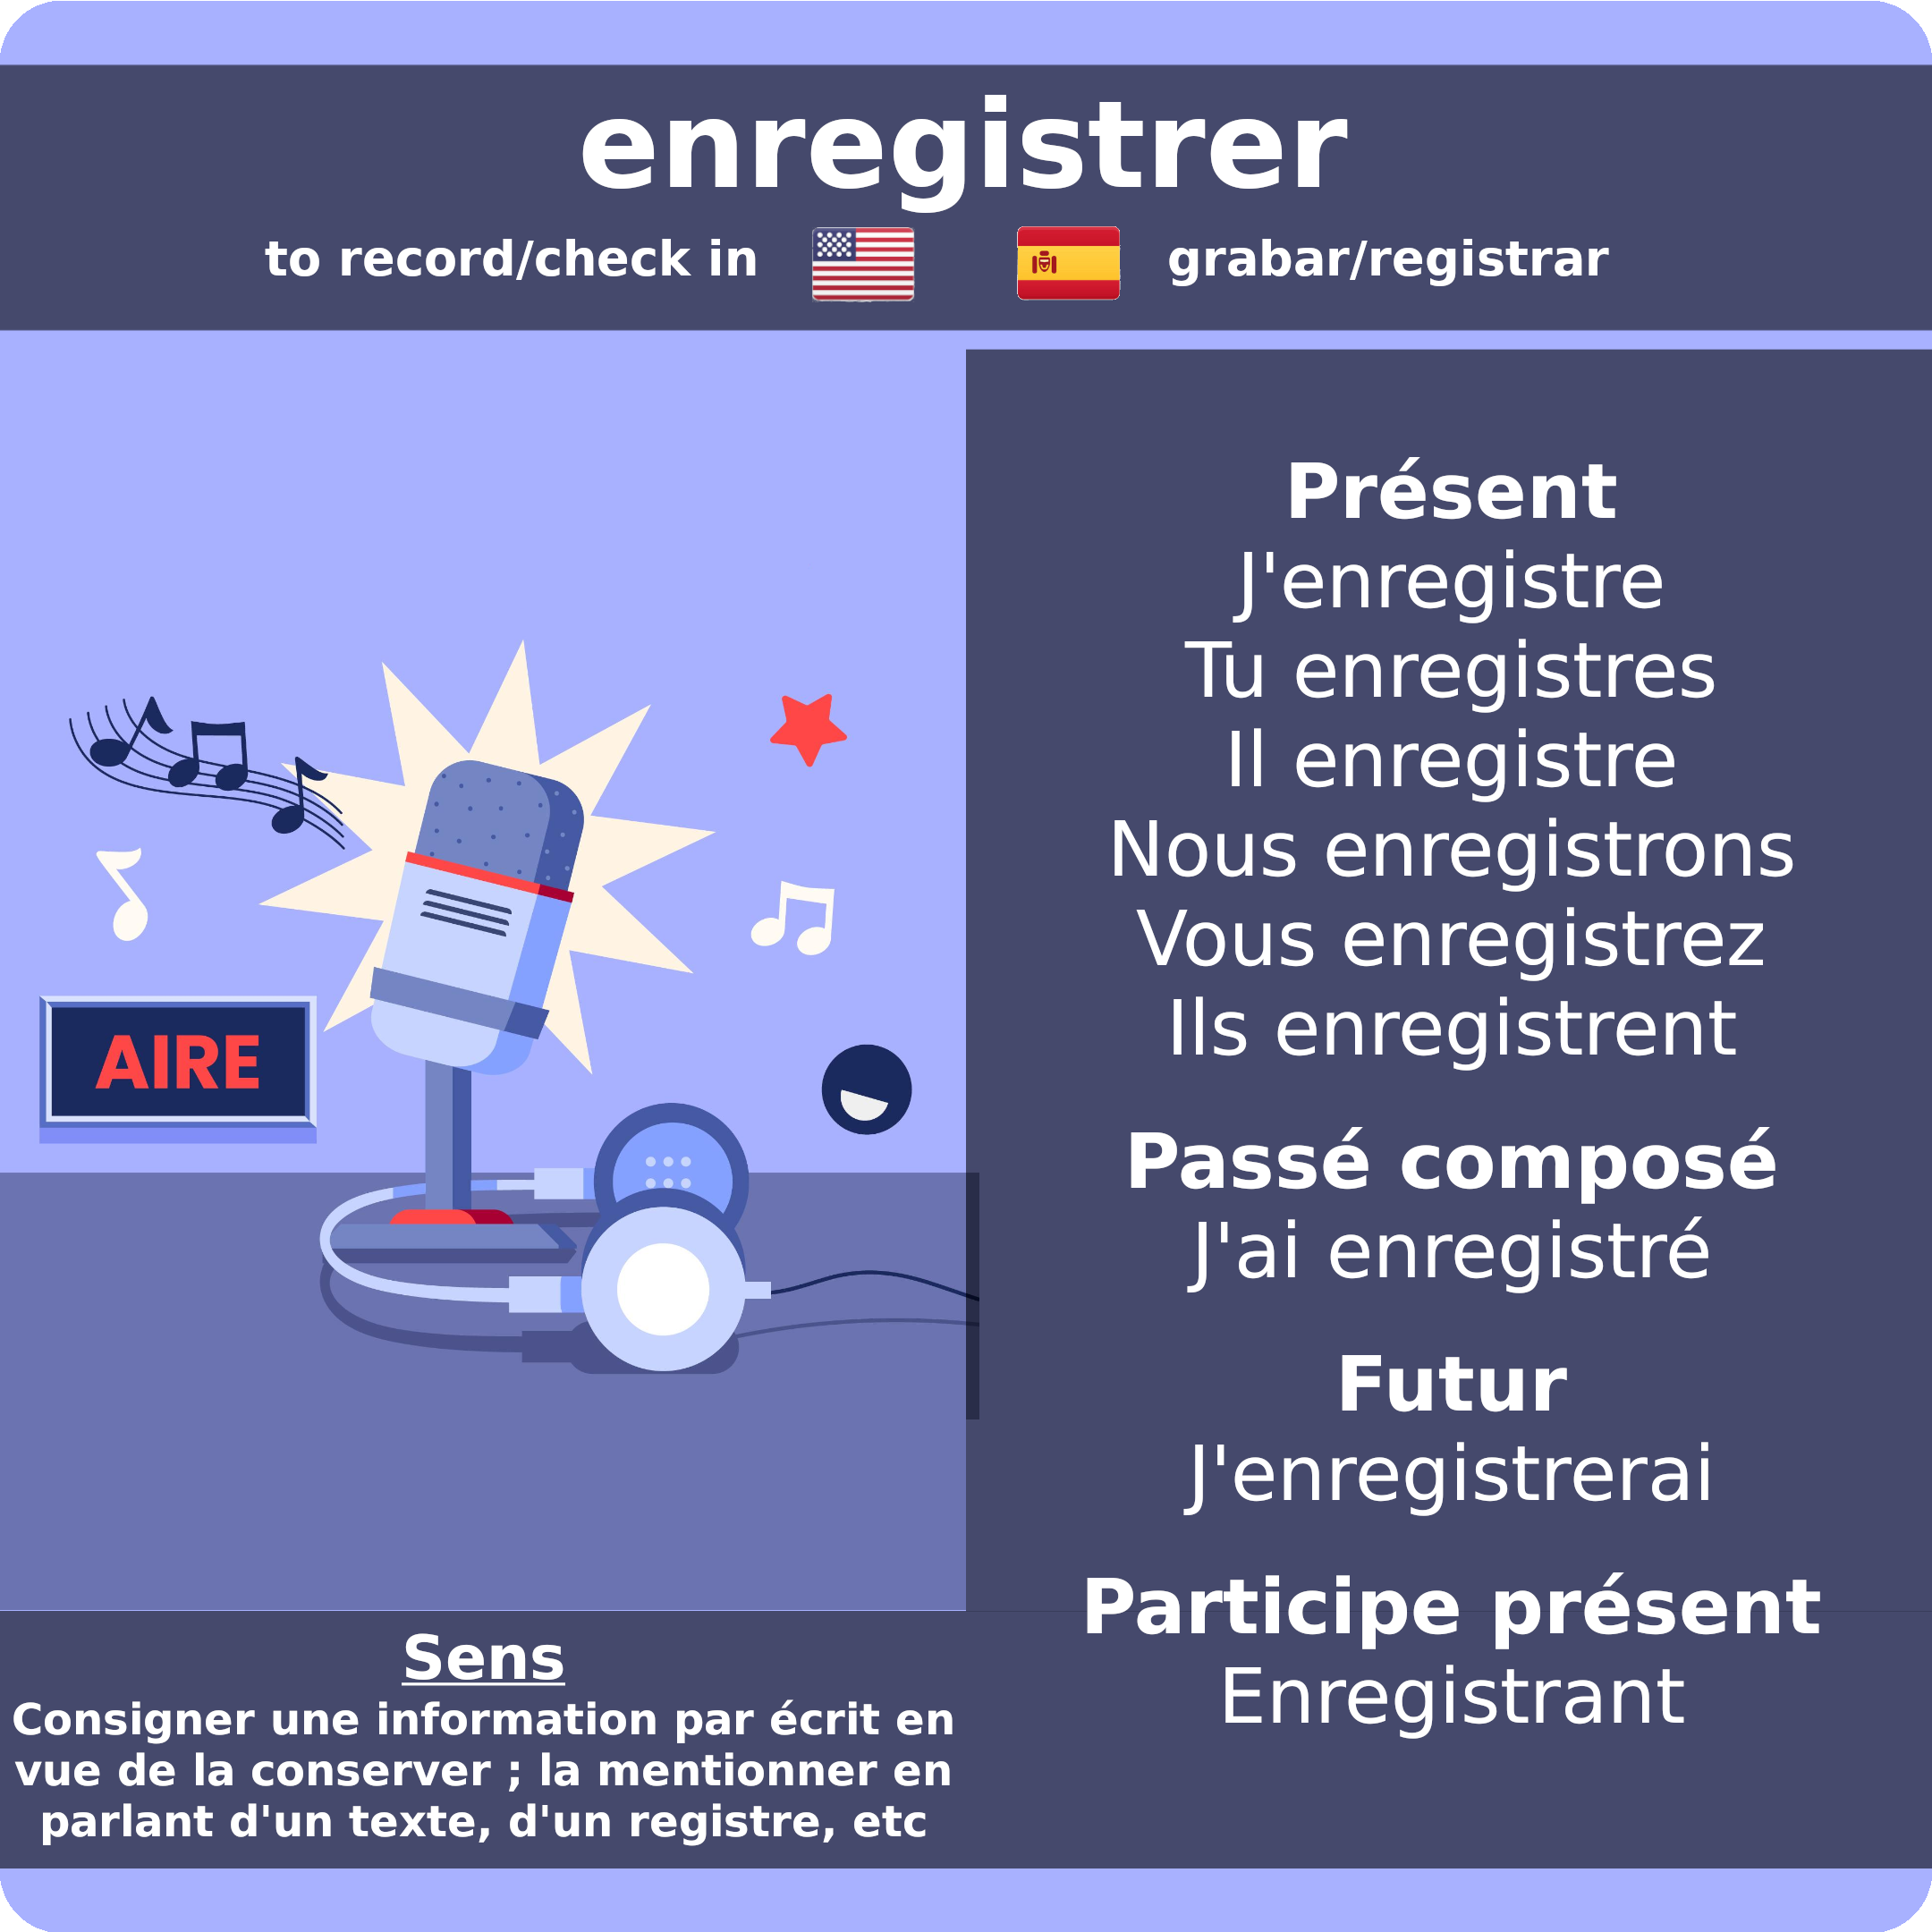 enregistrer
to record/check in
grabar/registrar
Présent
J'enregistre
Tu enregistres
Il enregistre
Nous enregistrons
Vous enregistrez
Ils enregistrent
Passé composé
J'ai enregistré
Futur
J'enregistrerai
Participe présent
Enregistrant
AIRE
Sens
Consigner une information par écrit en
vue de la conserver ; la mentionner en
parlant d'un texte, d'un registre, etc